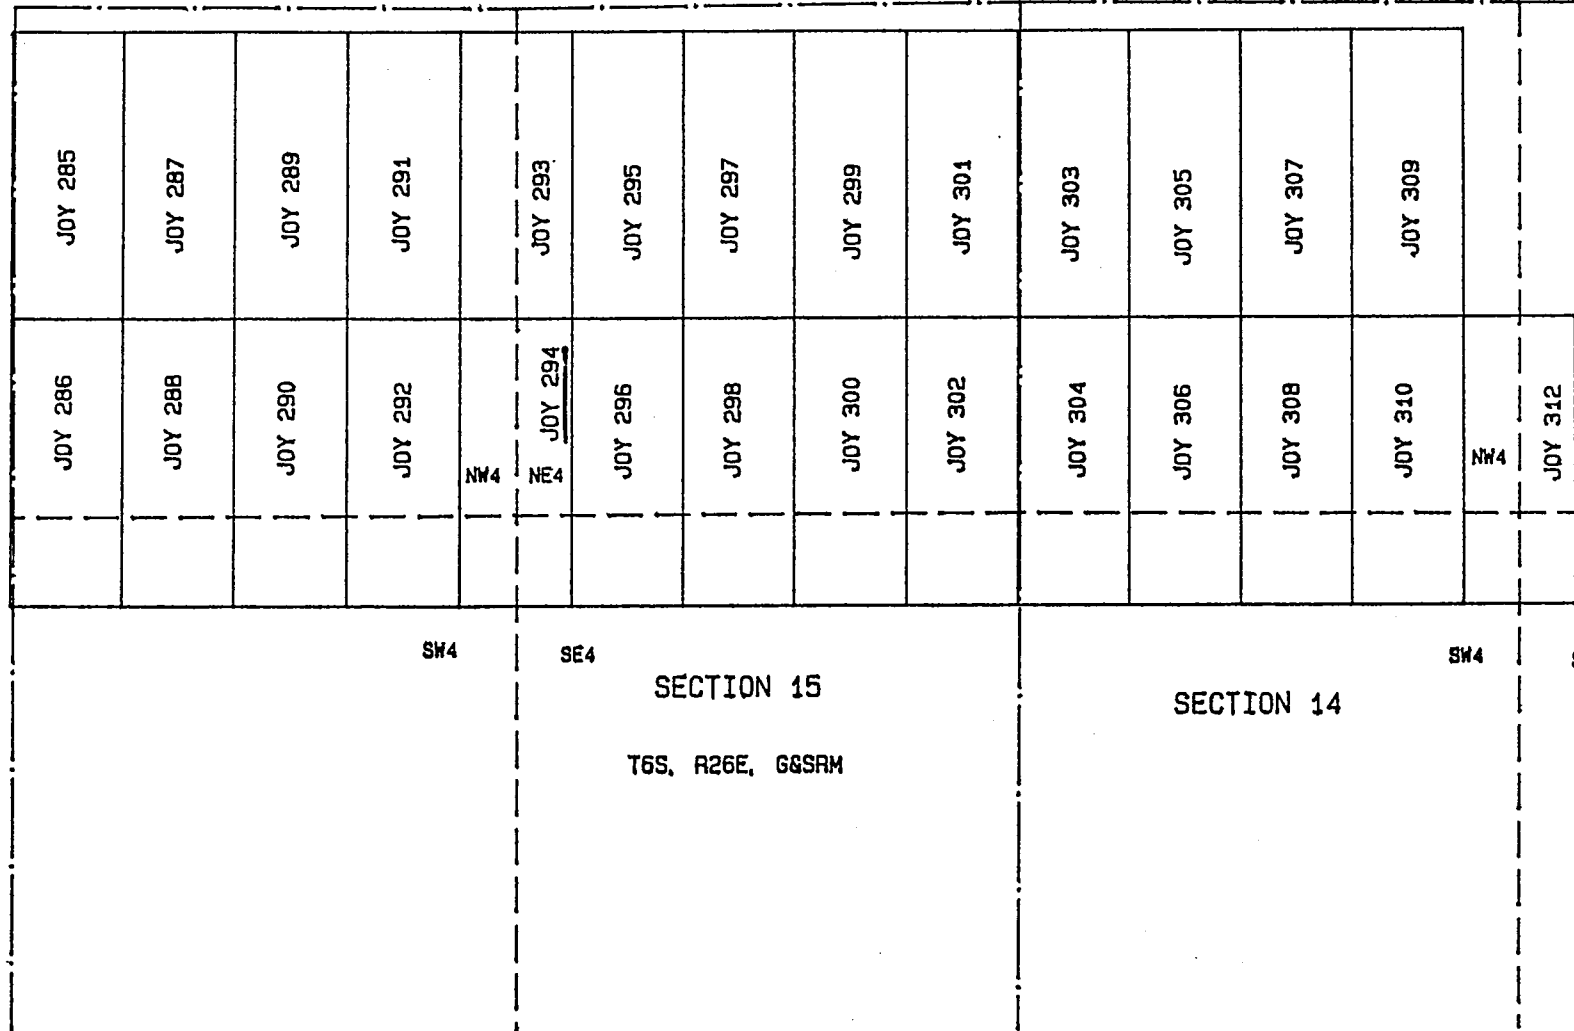 JOY 285
JOY 287
JOY 289
JOY 291
JOY 293
JOY 295
JOY 297
JOY 299
JOY 301
JOY 303
JOY 305
JOY 307
JOY 309
JOY 286
JOY 288
JOY 290
JOY 292
NW4
JOY 294
NE4
JOY 296
JOY 298
JOY 300
JOY 302
JOY 304
JOY 306
JOY 308
JOY 310
NW4
JOY 312
SW4
SE4
SW4
SECTION 15
SECTION 14
T6S, R26E, G&SRM